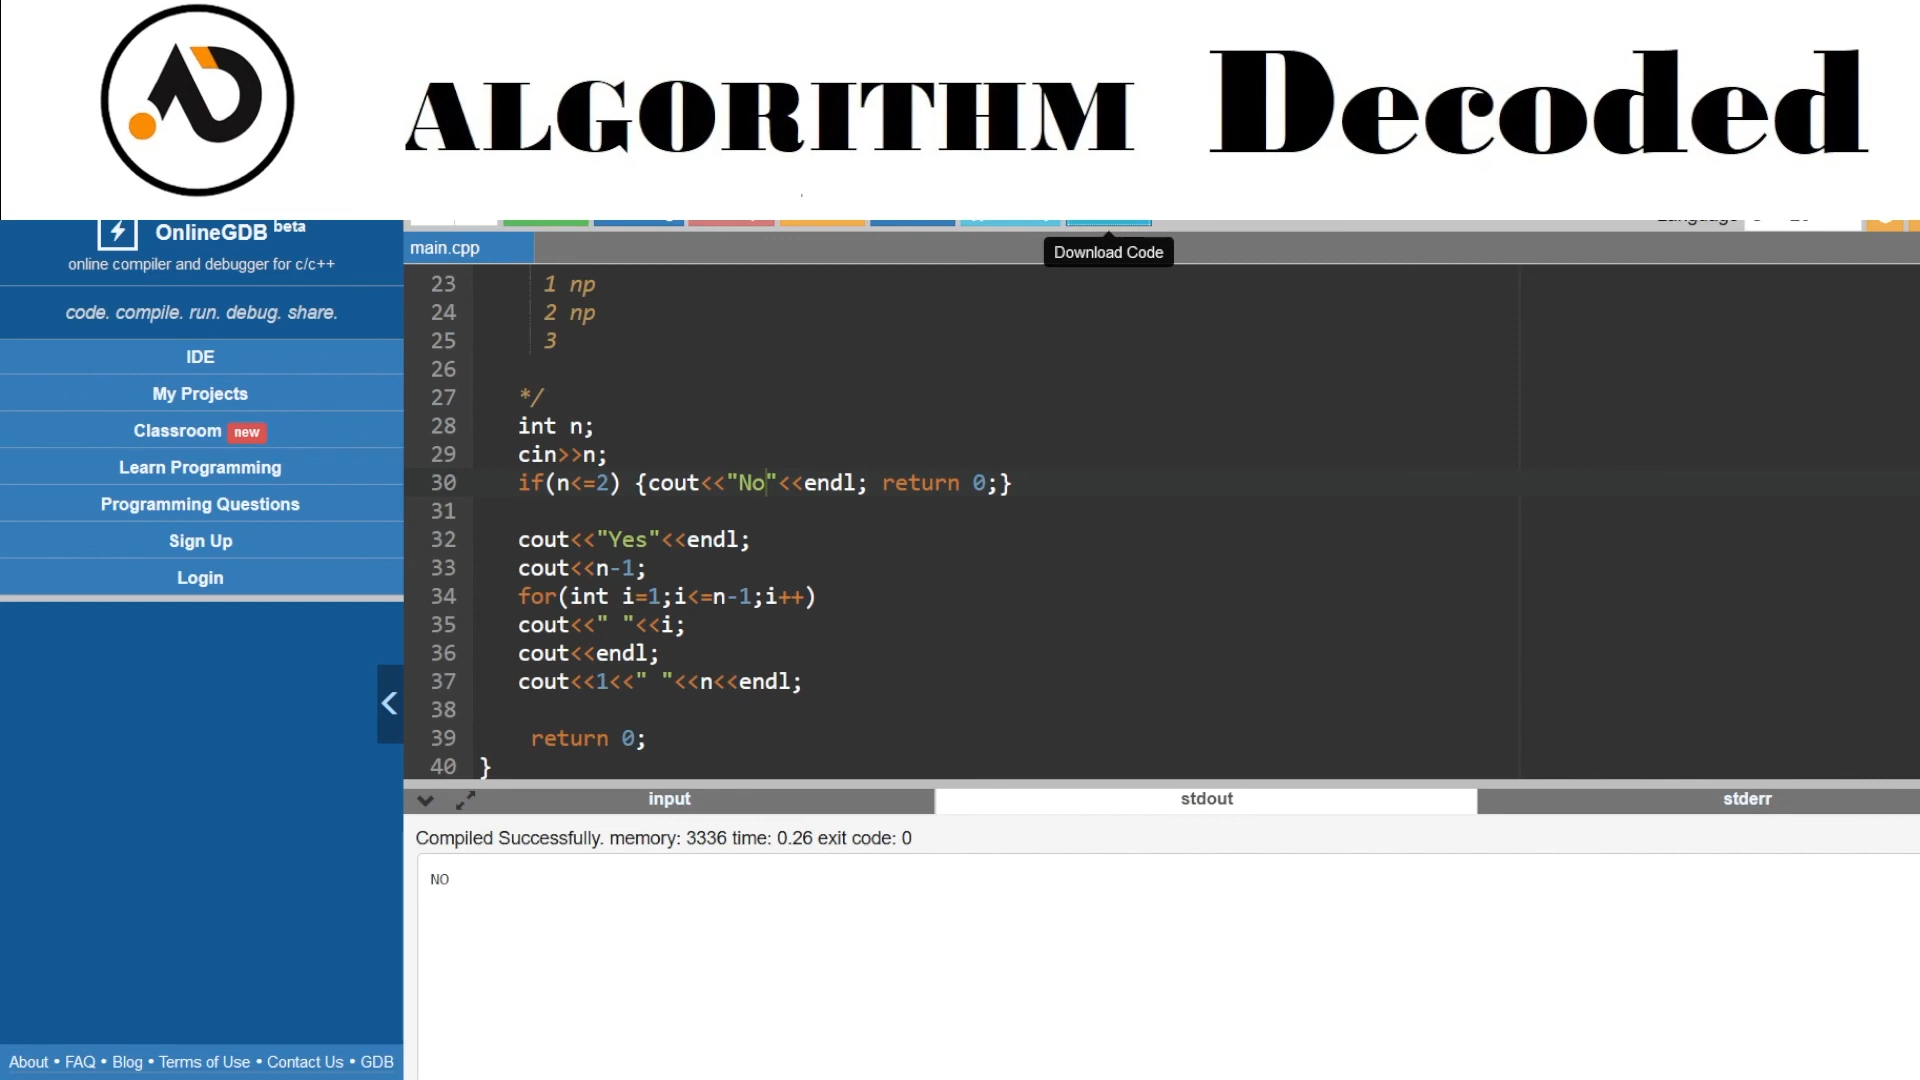 ALGORITHM Decoded
OnlineGDB beta
online compiler and debugger for c/c++
code. compile. run. debug. share.
IDE
My Projects
Classroom new
Learn Programming
Programming Questions
Sign Up
Login
About • FAQ • Blog • Terms of Use • Contact Us • GDB
main.cpp
Download Code
23 1 np
24 2 np
25 3
26
27 */
28 int n;
29 cin>>n;
30 if(n<=2) {cout<<"No"<<endl; return 0;}
31
32 cout<<"Yes"<<endl;
33 cout<<n-1;
34 for(int i=1;i<=n-1;i++)
35 cout<<" "<<i;
36 cout<<endl;
37 cout<<1<<" "<<n<<endl;
38
39 return 0;
40 }
input stdout stderr
Compiled Successfully. memory: 3336 time: 0.26 exit code: 0
NO